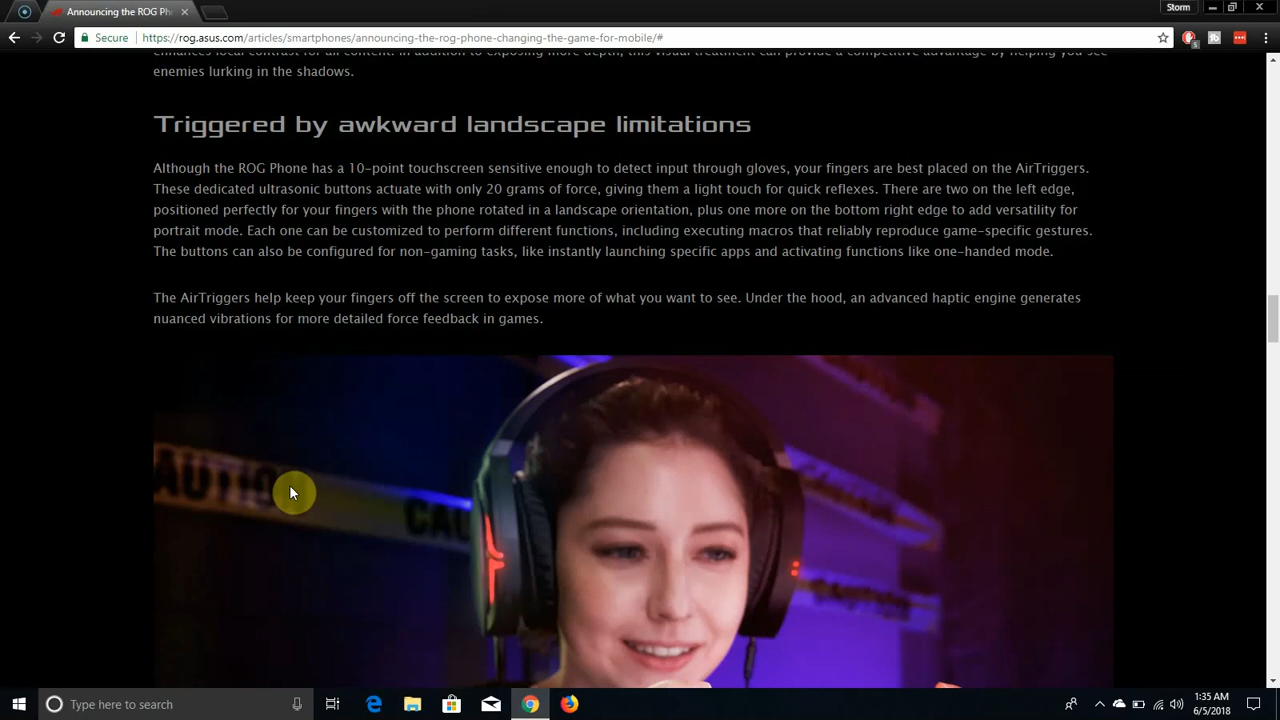 Announcing the ROG Ph
Storm
Secure
https://rog.asus.com/articles/smartphones/announcing-the-rog-phone-changing-the-game-for-mobile/#
enhances local contrast for all content. In addition to exposing more depth, this visual treatment can provide a competitive advantage by helping you see
enemies lurking in the shadows.
Triggered by awkward landscape limitations
Although the ROG Phone has a 10-point touchscreen sensitive enough to detect input through gloves, your fingers are best placed on the AirTriggers.
These dedicated ultrasonic buttons actuate with only 20 grams of force, giving them a light touch for quick reflexes. There are two on the left edge,
positioned perfectly for your fingers with the phone rotated in a landscape orientation, plus one more on the bottom right edge to add versatility for
portrait mode. Each one can be customized to perform different functions, including executing macros that reliably reproduce game-specific gestures.
The buttons can also be configured for non-gaming tasks, like instantly launching specific apps and activating functions like one-handed mode.
The AirTriggers help keep your fingers off the screen to expose more of what you want to see. Under the hood, an advanced haptic engine generates
nuanced vibrations for more detailed force feedback in games.
CAUTION
CAU
Type here to search
1:35 AM
6/5/2018